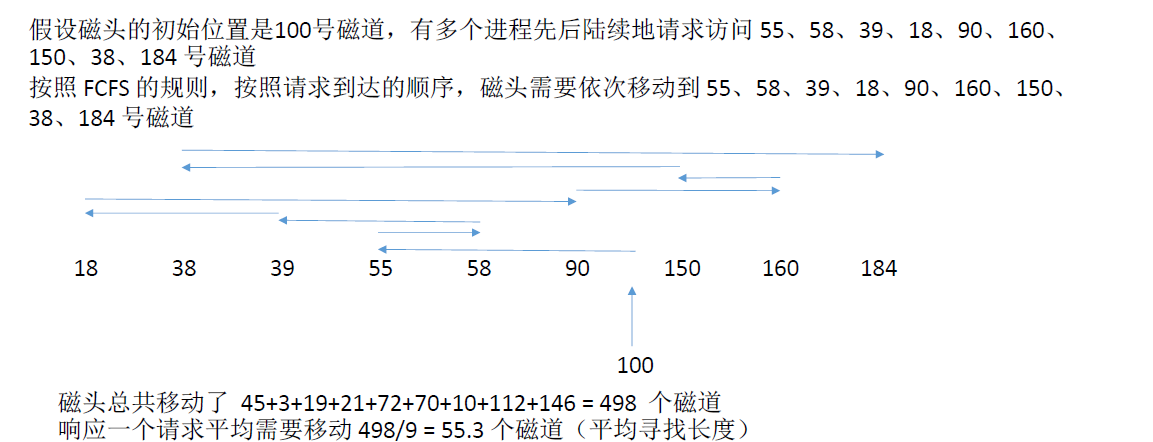 假设磁头的初始位置是100号磁道，有多个进程先后陆续地请求访问 55、58、39、18、90、160、
150、38、184 号磁道
按照 FCFS 的规则，按照请求到达的顺序，磁头需要依次移动到 55、58、39、18、90、160、150、
38、184 号磁道
18 38 39 55 58 90 150 160 184
100
磁头总共移动了 45+3+19+21+72+70+10+112+146 = 498 个磁道
响应一个请求平均需要移动 498/9 = 55.3 个磁道（平均寻找长度）